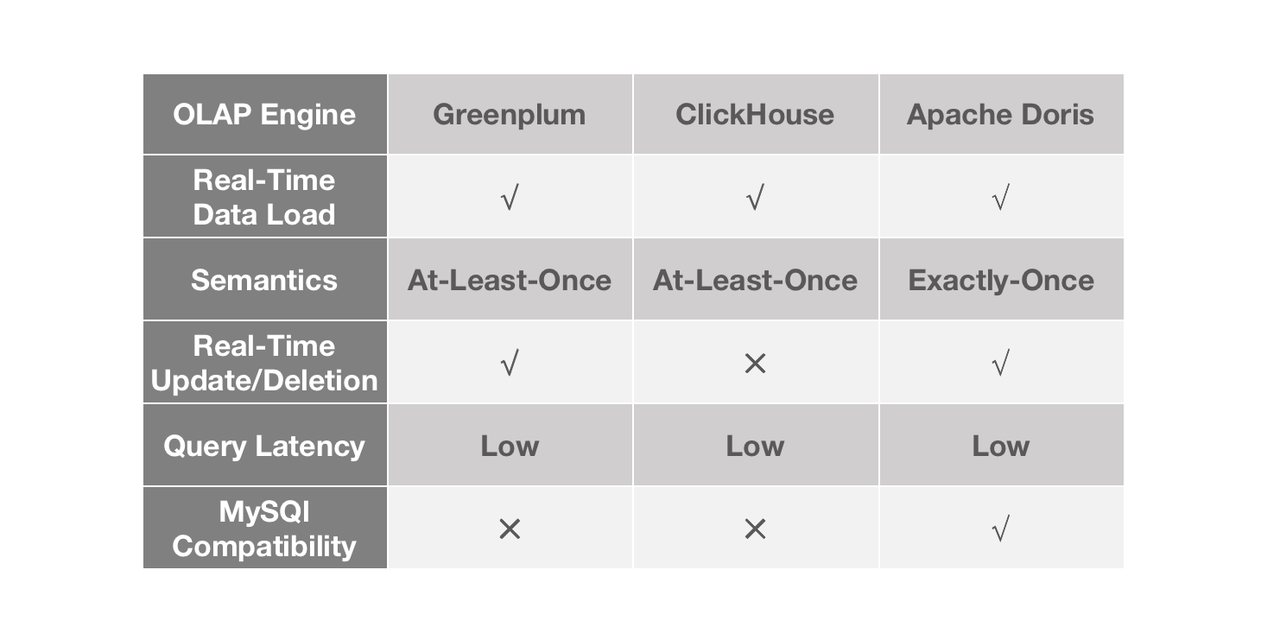 OLAP Engine Greenplum ClickHouse Apache Doris
Real-Time
Data Load √ √ √
Semantics At-Least-Once At-Least-Once Exactly-Once
Real-Time
Update/Deletion √ × √
Query Latency Low Low Low
MySQl
Compatibility × × √